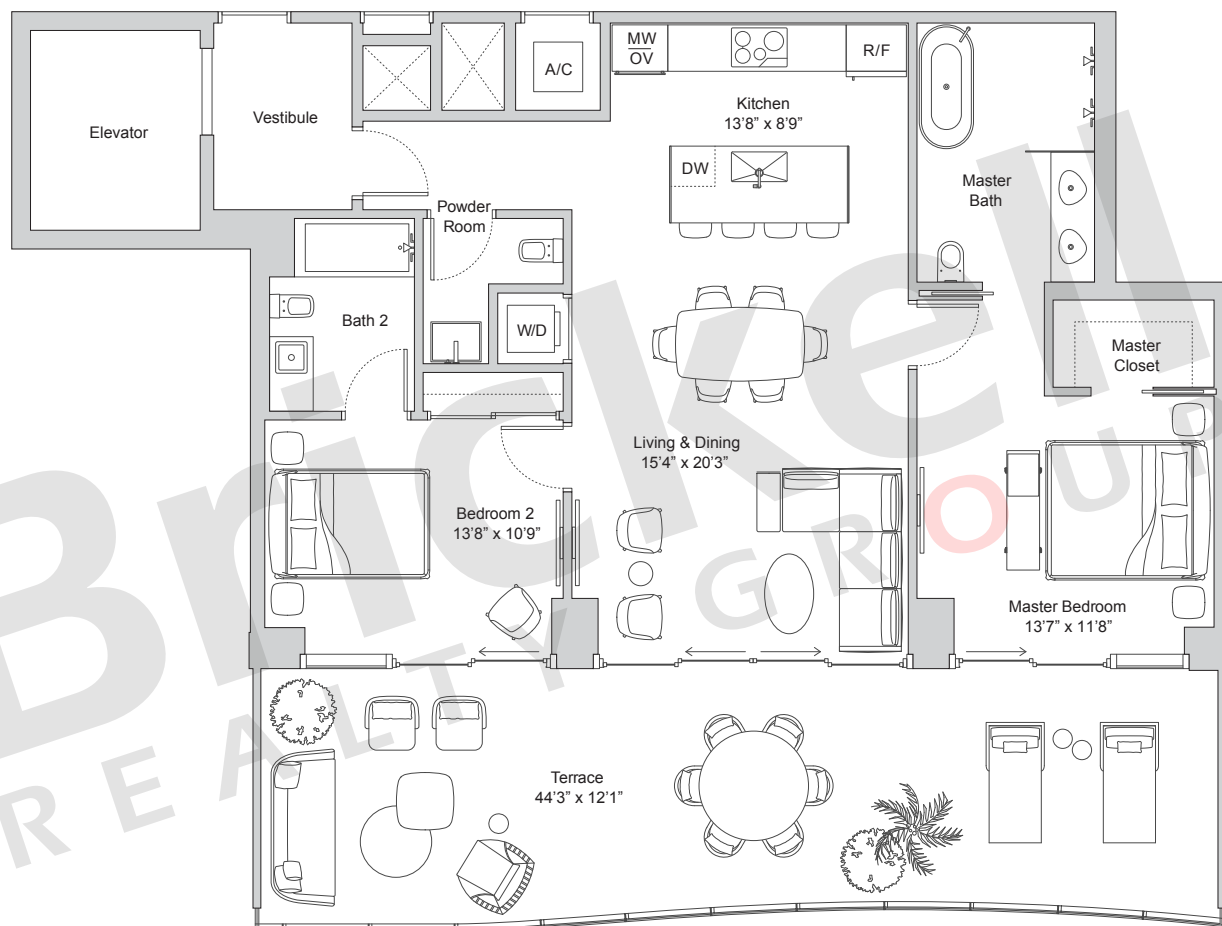 MW
OV
R/F
A/C
Elevator
Vestibule
Kitchen
13'8" x 8'9"
DW
Master
Bath
Powder
Room
Bath 2
W/D
Master
Closet
Living & Dining
15'4" x 20'3"
Bedroom 2
13'8" x 10'9"
Master Bedroom
13'7" x 11'8"
Terrace
44'3" x 12'1"
Brickell
REALTY GROUP